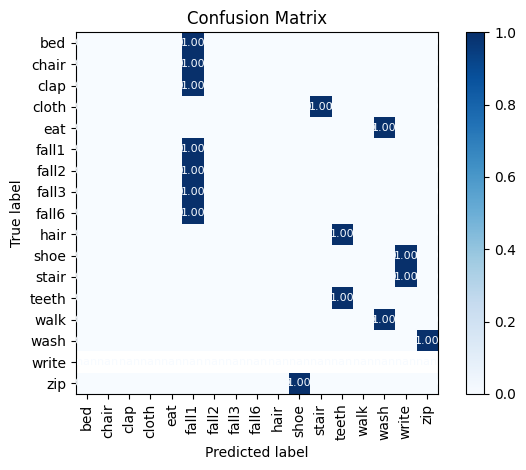 Confusion Matrix
True label
bed 1.00
chair 1.00
clap 1.00
cloth 1.00
eat 1.00
fall1 1.00
fall2 1.00
fall3 1.00
fall6 1.00
hair 1.00
shoe 1.00
stair 1.00
teeth 1.00
walk 1.00
wash 1.00
write
zip 1.00
bed chair clap cloth eat fall1 fall2 fall3 fall6 hair shoe stair teeth walk wash write zip
Predicted label
1.0
0.8
0.6
0.4
0.2
0.0